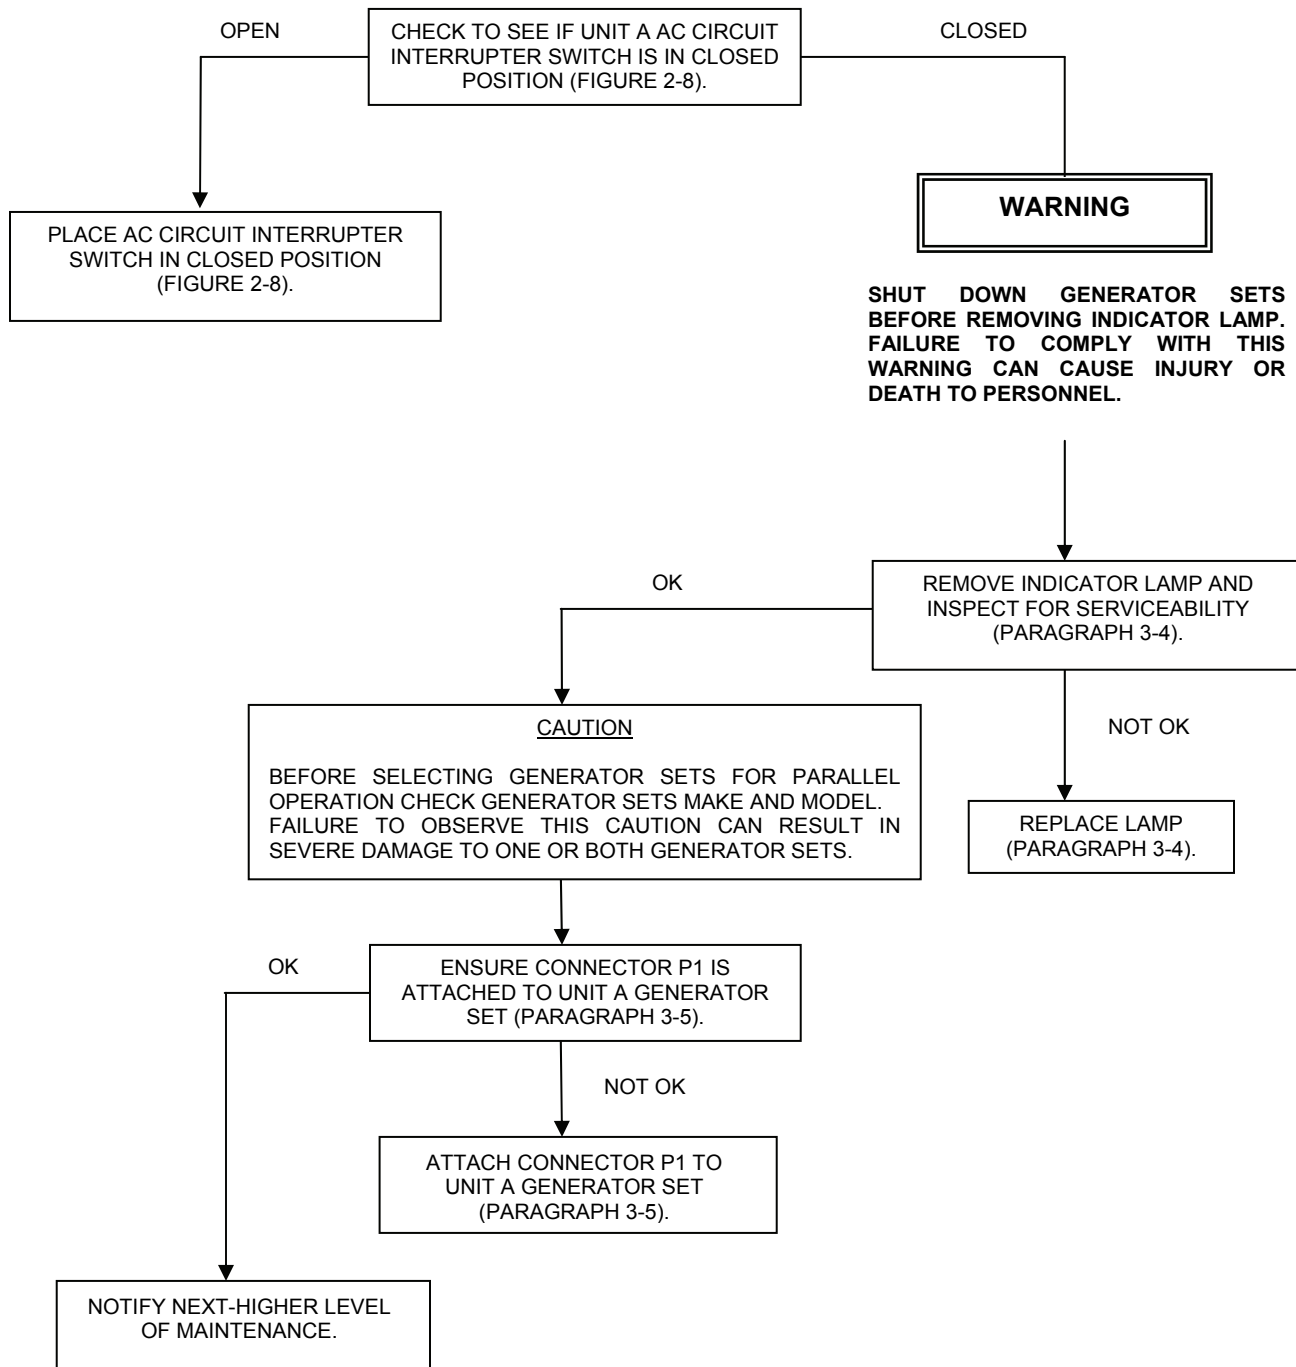 OPEN
CHECK TO SEE IF UNIT A AC CIRCUIT
INTERRUPTER SWITCH IS IN CLOSED
POSITION (FIGURE 2-8).
CLOSED
PLACE AC CIRCUIT INTERRUPTER
SWITCH IN CLOSED POSITION
(FIGURE 2-8).
WARNING
SHUT DOWN GENERATOR SETS
BEFORE REMOVING INDICATOR LAMP.
FAILURE TO COMPLY WITH THIS
WARNING CAN CAUSE INJURY OR
DEATH TO PERSONNEL.
OK
REMOVE INDICATOR LAMP AND
INSPECT FOR SERVICEABILITY
(PARAGRAPH 3-4).
NOT OK
REPLACE LAMP
(PARAGRAPH 3-4).
CAUTION
BEFORE SELECTING GENERATOR SETS FOR PARALLEL
OPERATION CHECK GENERATOR SETS MAKE AND MODEL.
FAILURE TO OBSERVE THIS CAUTION CAN RESULT IN
SEVERE DAMAGE TO ONE OR BOTH GENERATOR SETS.
OK
ENSURE CONNECTOR P1 IS
ATTACHED TO UNIT A GENERATOR
SET (PARAGRAPH 3-5).
NOT OK
ATTACH CONNECTOR P1 TO
UNIT A GENERATOR SET
(PARAGRAPH 3-5).
NOTIFY NEXT-HIGHER LEVEL
OF MAINTENANCE.